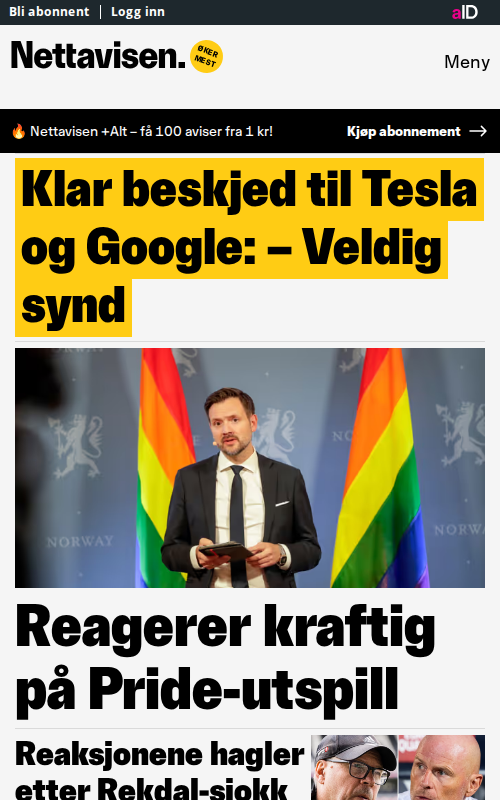 Bli abonnent
Logg inn
aID
Nettavisen.
ØKER
MEST
Meny
Nettavisen +Alt – få 100 aviser fra 1 kr!
Kjøp abonnement
Klar beskjed til Tesla
og Google: – Veldig
synd
NORWAY
Reagerer kraftig
på Pride-utspill
Reaksjonene hagler
etter Rekdal-sjokk